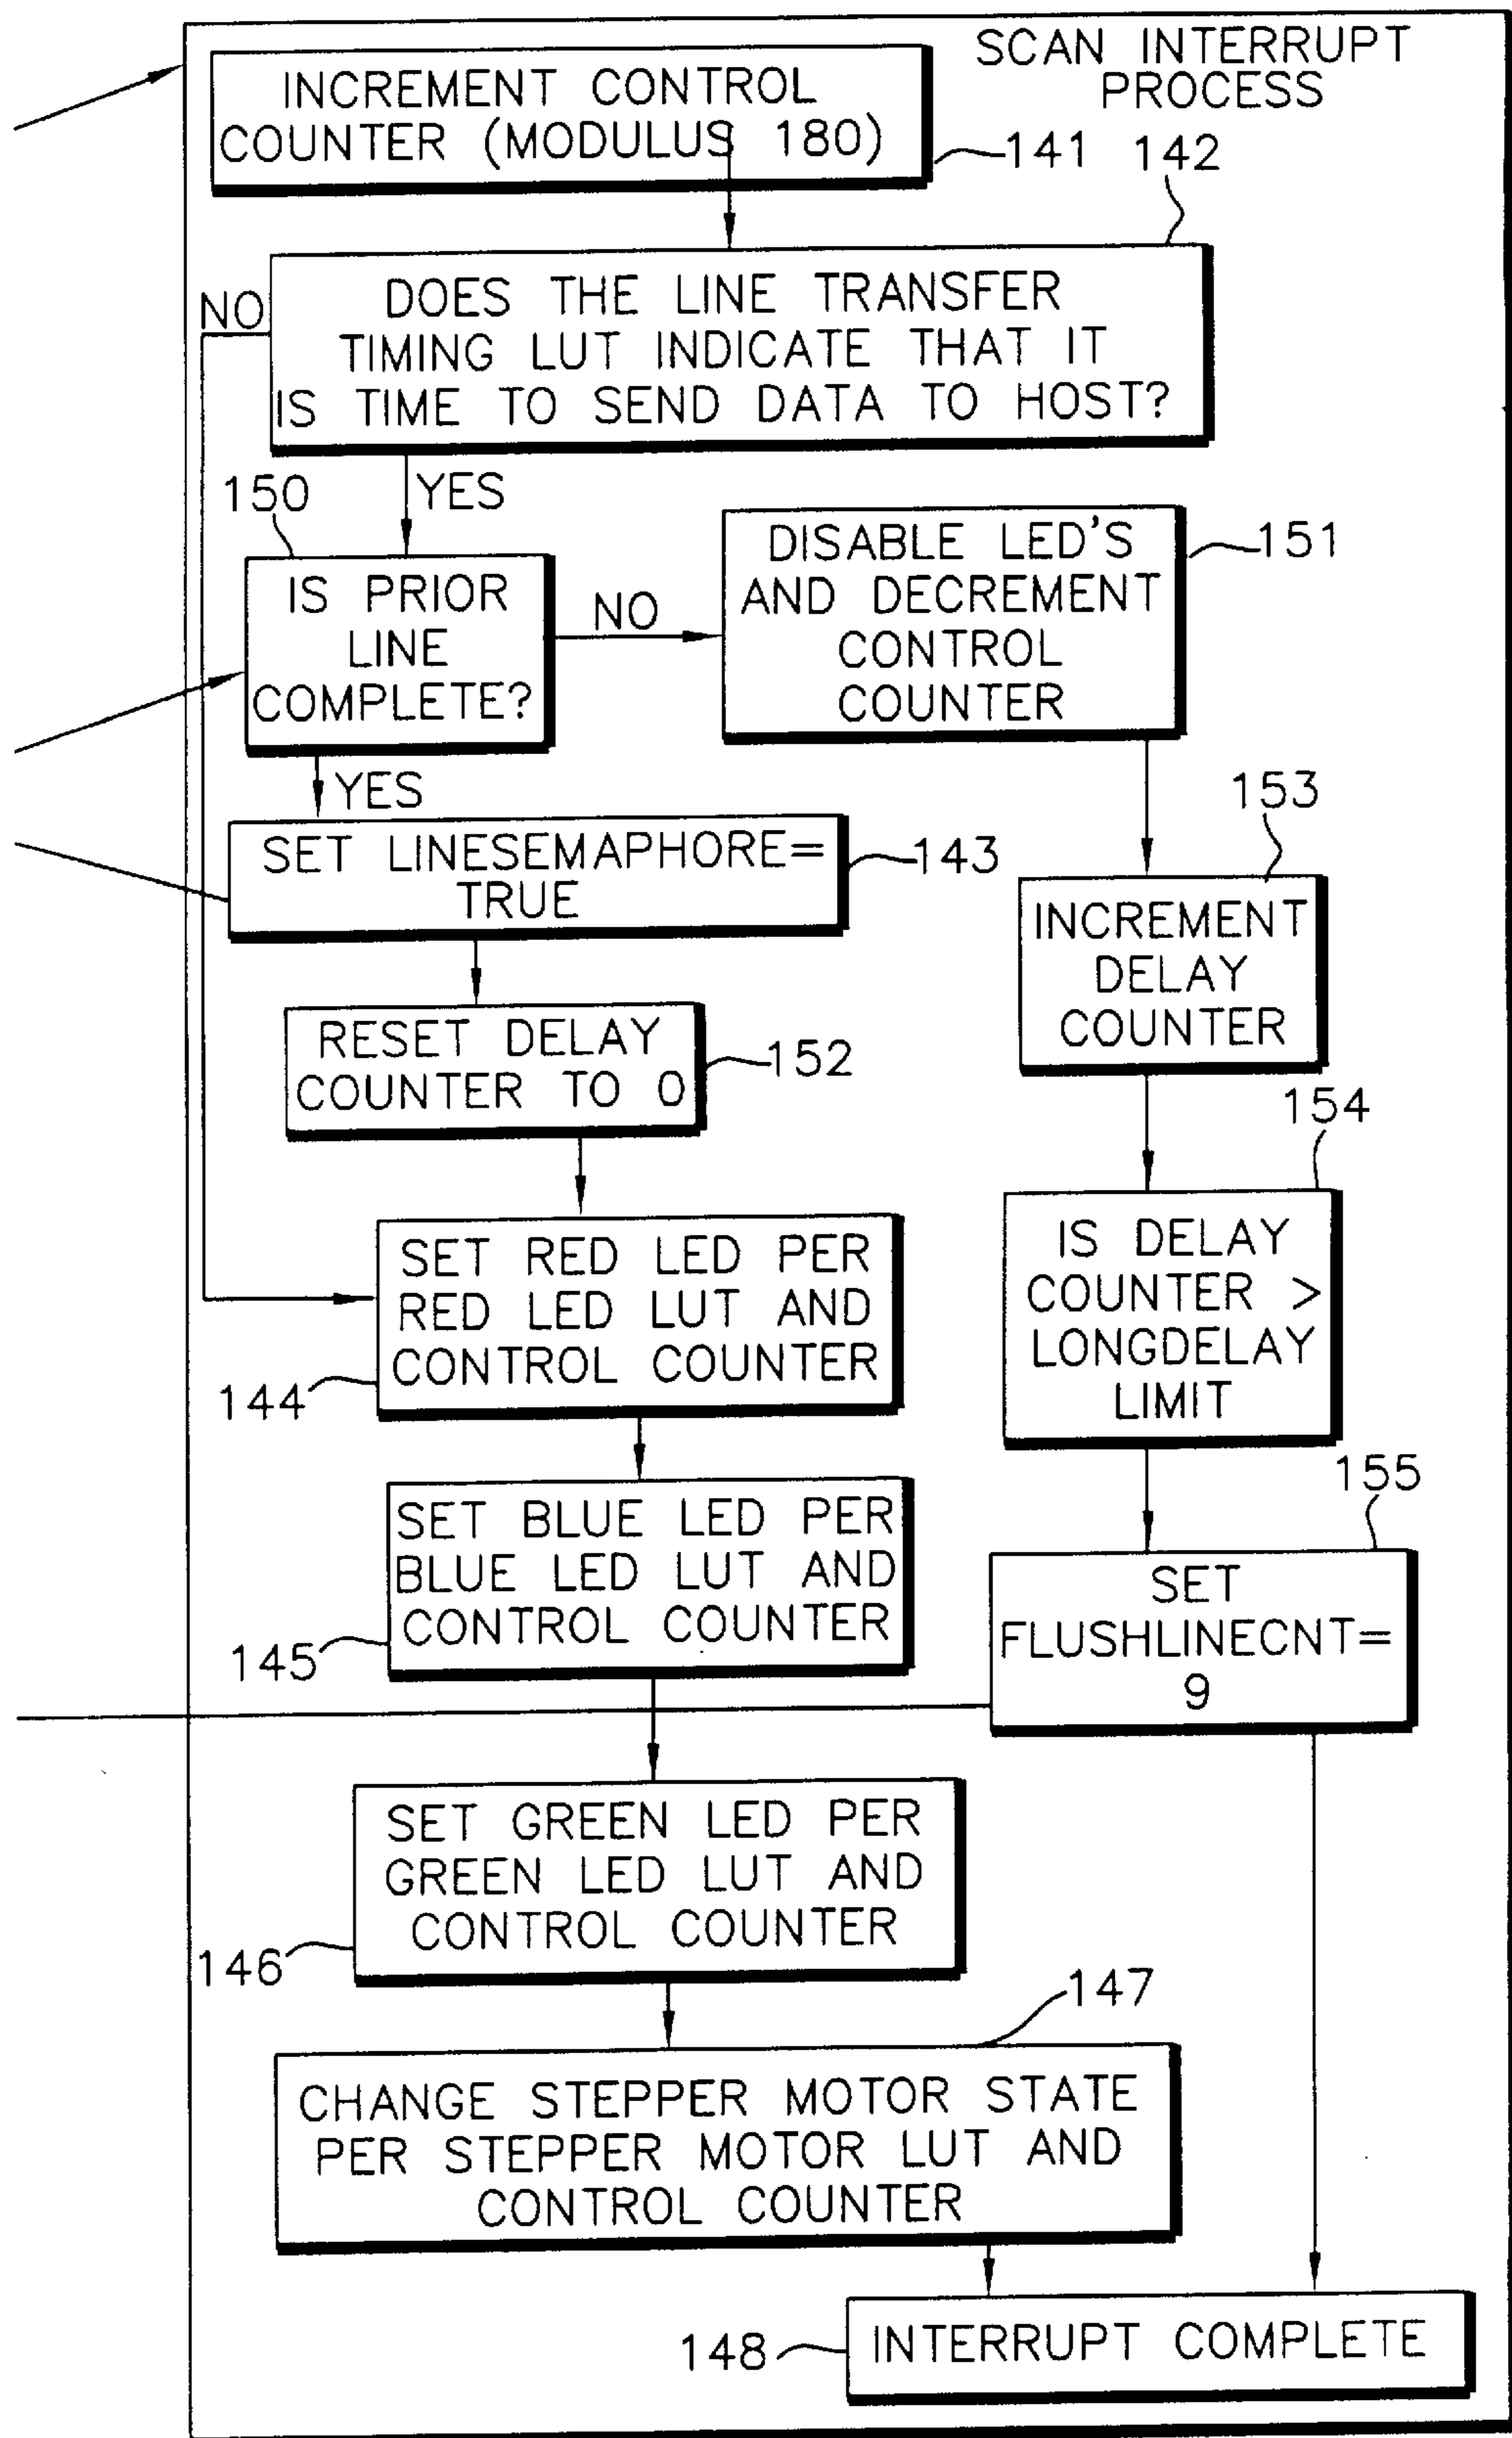 SCAN INTERRUPT
PROCESS
INCREMENT CONTROL
COUNTER (MODULUS 180)
141
142
DOES THE LINE TRANSFER
TIMING LUT INDICATE THAT IT
IS TIME TO SEND DATA TO HOST?
NO
YES
150
IS PRIOR
LINE
COMPLETE?
NO
DISABLE LED'S
AND DECREMENT
CONTROL
COUNTER
151
YES
SET LINESEMAPHORE=
TRUE
143
153
INCREMENT
DELAY
COUNTER
RESET DELAY
COUNTER TO 0
152
154
IS DELAY
COUNTER >
LONGDELAY
LIMIT
SET RED LED PER
RED LED LUT AND
CONTROL COUNTER
144
155
SET
FLUSHLINECNT=
9
SET BLUE LED PER
BLUE LED LUT AND
CONTROL COUNTER
145
SET GREEN LED PER
GREEN LED LUT AND
CONTROL COUNTER
146
147
CHANGE STEPPER MOTOR STATE
PER STEPPER MOTOR LUT AND
CONTROL COUNTER
148
INTERRUPT COMPLETE